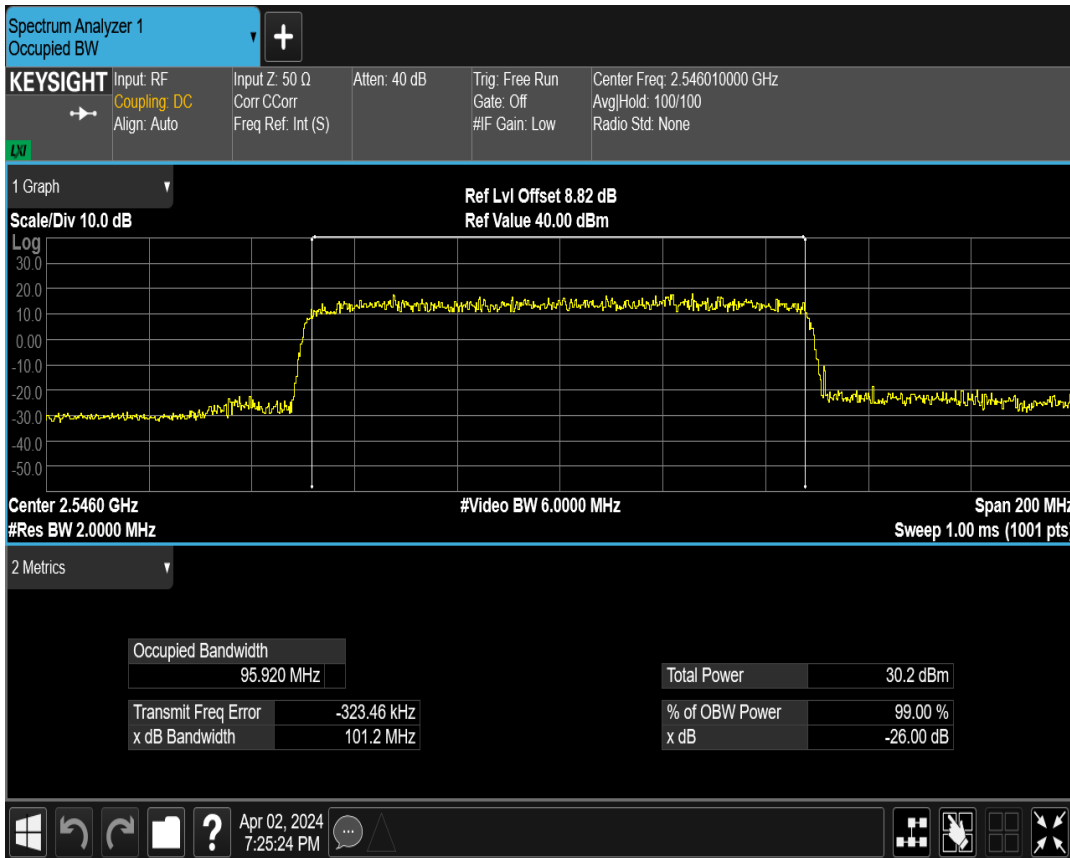 Spectrum Analyzer 1
Occupied BW
+
KEYSIGHT
LXI
Input: RF
Coupling: DC
Align: Auto
Input Z: 50 Ω
Corr CCorr
Freq Ref: Int (S)
Atten: 40 dB
Trig: Free Run
Gate: Off
#IF Gain: Low
Center Freq: 2.546010000 GHz
Avg|Hold: 100/100
Radio Std: None
1 Graph
Scale/Div 10.0 dB
Ref Lvl Offset 8.82 dB
Ref Value 40.00 dBm
Log
30.0
20.0
10.0
0.00
-10.0
-20.0
-30.0
-40.0
-50.0
Center 2.5460 GHz
#Video BW 6.0000 MHz
Span 200 MHz
#Res BW 2.0000 MHz
Sweep 1.00 ms (1001 pts)
2 Metrics
Occupied Bandwidth
95.920 MHz
Transmit Freq Error -323.46 kHz
x dB Bandwidth 101.2 MHz
Total Power 30.2 dBm
% of OBW Power 99.00 %
x dB -26.00 dB
?
Apr 02, 2024
7:25:24 PM